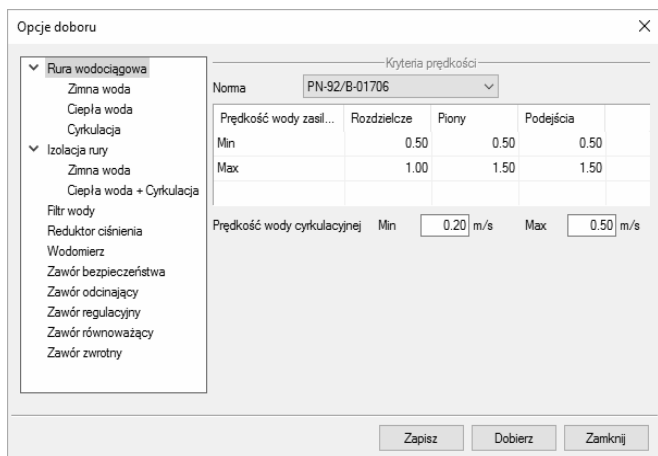 Opcje doboru
Rura wodociągowa
Zimna woda
Ciepła woda
Cyrkulacja
Izolacja rury
Zimna woda
Ciepła woda + Cyrkulacja
Filtr wody
Reduktor ciśnienia
Wodomierz
Zawór bezpieczeństwa
Zawór odcinający
Zawór regulacyjny
Zawór równoważący
Zawór zwrotny
Kryteria prędkości
Norma PN-92/B-01706
Prędkość wody zasil... Rozdzielcze Piony Podejścia
Min 0.50 0.50 0.50
Max 1.00 1.50 1.50
Prędkość wody cyrkulacyjnej Min 0.20 m/s Max 0.50 m/s
Zapisz Dobierz Zamknij